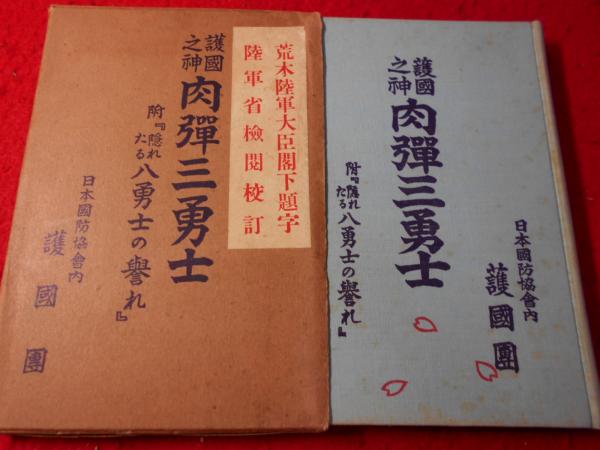 荒木陸軍大臣閣下題字
陸軍省檢閲校訂
護國之神
肉彈三勇士
附『隠れたる八勇士の譽れ』
日本國防協會內
護國團
護國之神
肉彈三勇士
附『隠れたる八勇士の譽れ』
日本國防協會內
護國團